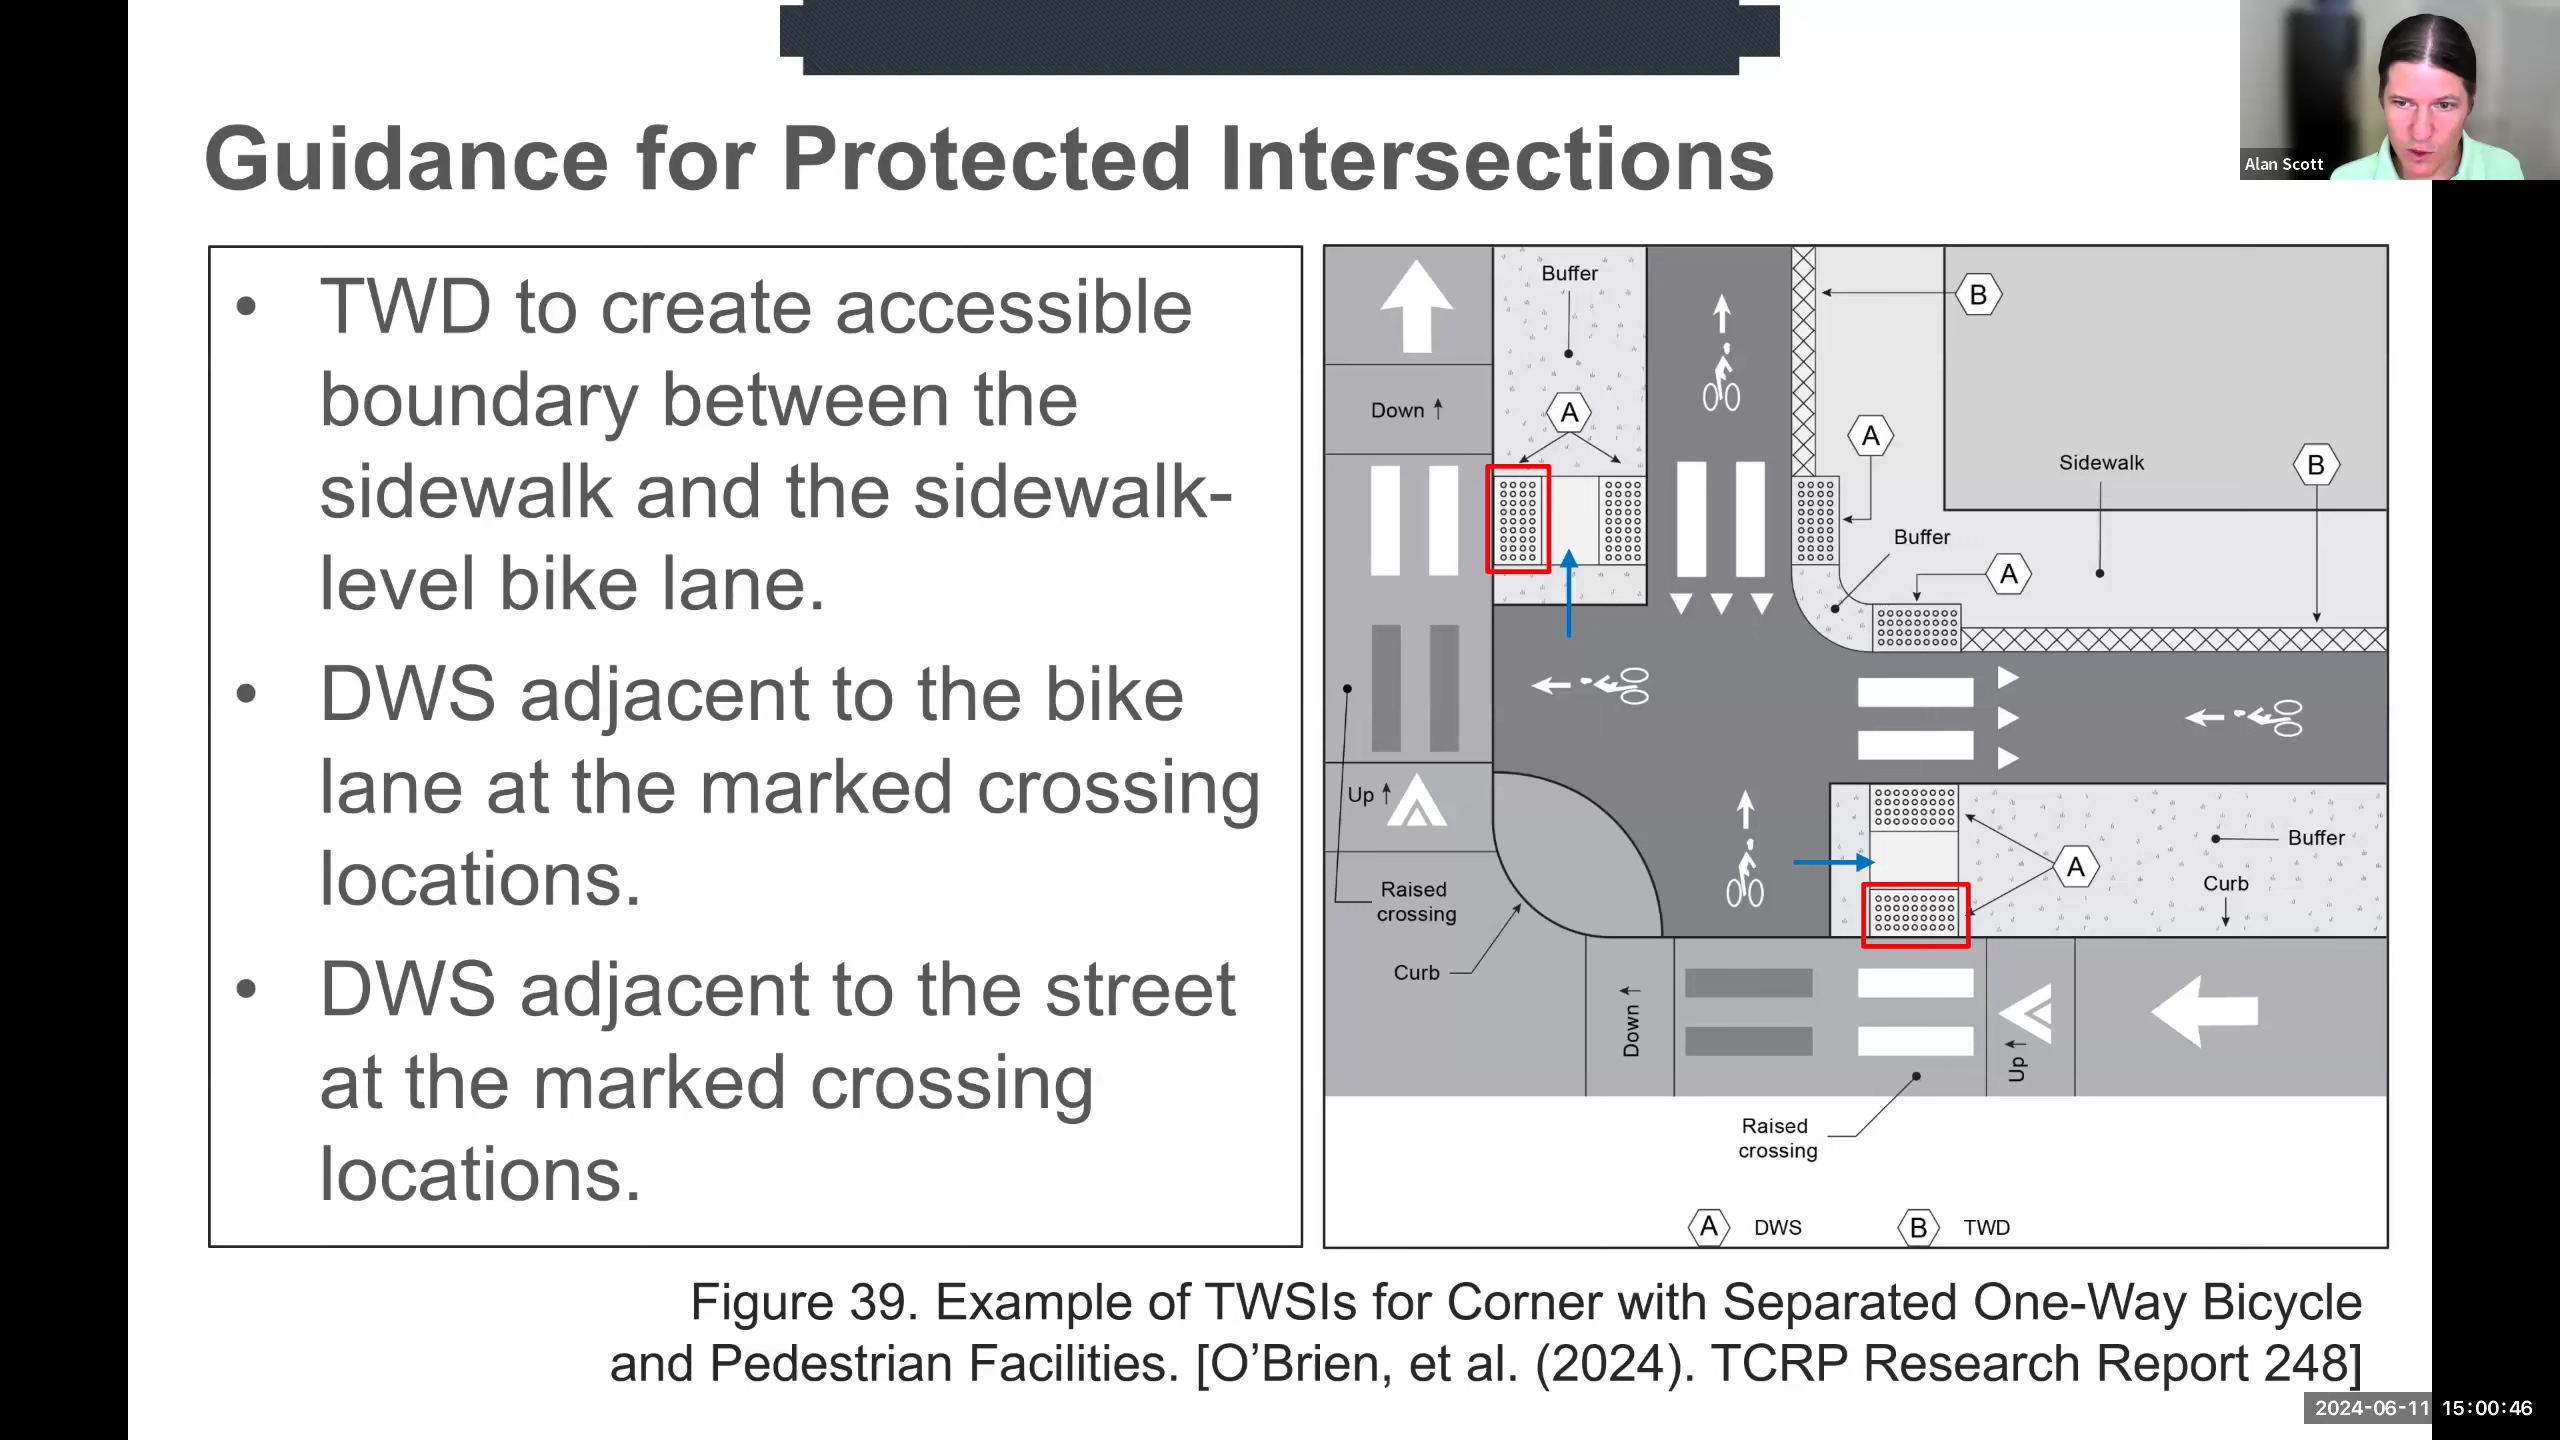 Alan Scott
Guidance for Protected Intersections
• TWD to create accessible
boundary between the
sidewalk and the sidewalk-
level bike lane.
• DWS adjacent to the bike
lane at the marked crossing
locations.
• DWS adjacent to the street
at the marked crossing
locations.
Buffer
B
Down ↑
A
A
Sidewalk
B
Buffer
A
Up ↑
Buffer
A
Curb
Raised
crossing
Curb
Down ↑
Up ↑
Raised
crossing
A DWS
B TWD
Figure 39. Example of TWSIs for Corner with Separated One-Way Bicycle
and Pedestrian Facilities. [O’Brien, et al. (2024). TCRP Research Report 248]
2024-06-11 15:00:46